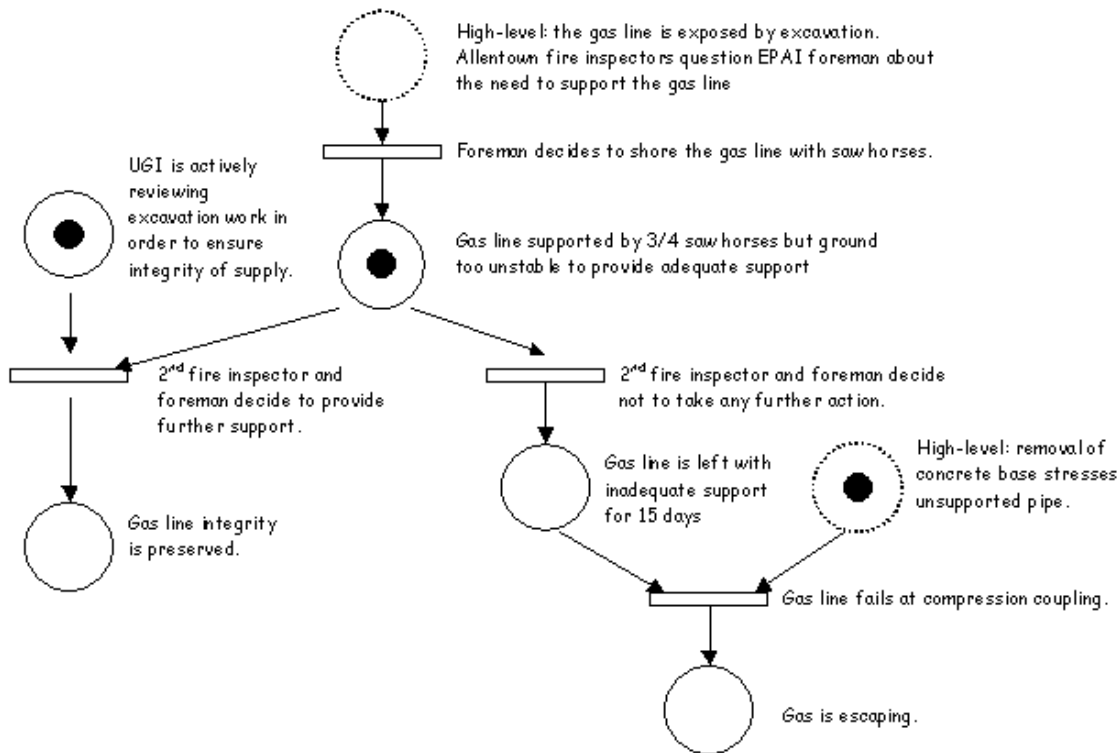 High-level: the gas line is exposed by excavation.
Allentown fire inspectors question EPAI foreman about
the need to support the gas line
Foreman decides to shore the gas line with saw horses.
UGI is actively
reviewing
excavation work in
order to ensure
integrity of supply.
Gas line supported by 3/4 saw horses but ground
too unstable to provide adequate support
2nd fire inspector and
foreman decide to provide
further support.
2nd fire inspector and foreman decide
not to take any further action.
Gas line is left with
inadequate support
for 15 days
High-level: removal of
concrete base stresses
unsupported pipe.
Gas line integrity
is preserved.
Gas line fails at compression coupling.
Gas is escaping.